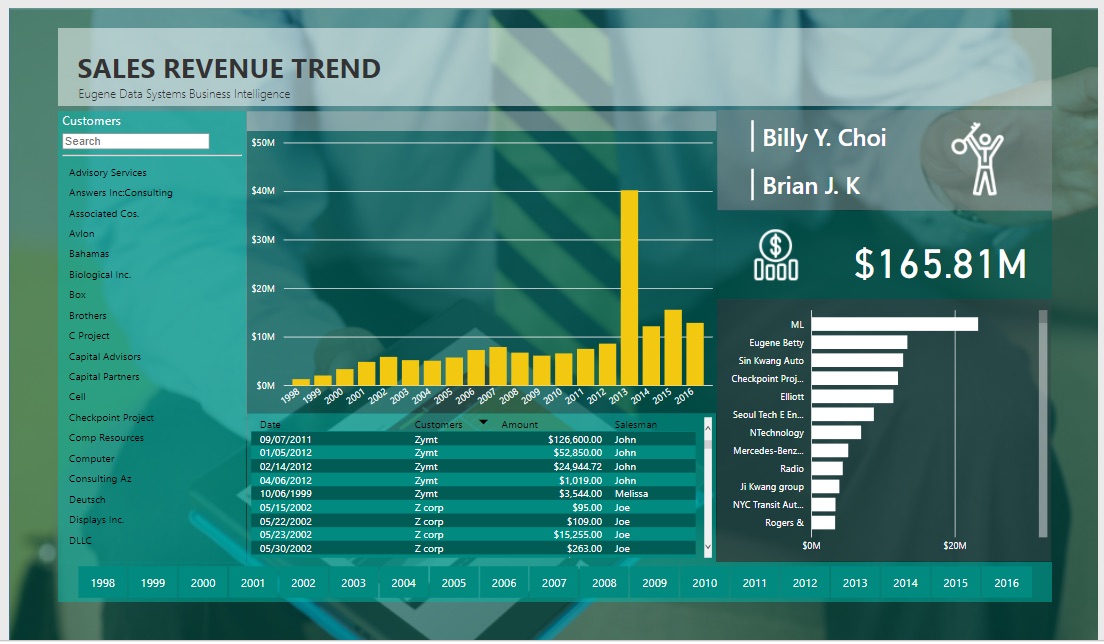 SALES REVENUE TREND
Eugene Data Systems Business Intelligence
Customers
Search
Advisory Services
Answers Inc:Consulting
Associated Cos.
Avlon
Bahamas
Biological Inc.
Box
Brothers
C Project
Capital Advisors
Capital Partners
Cell
Checkpoint Project
Comp Resources
Computer
Consulting Az
Deutsch
Displays Inc.
DLLC
$50M
$40M
$30M
$20M
$10M
$0M
1998 1999 2000 2001 2002 2003 2004 2005 2006 2007 2008 2009 2010 2011 2012 2013 2014 2015 2016
Date Customers Amount Salesman
09/07/2011 Zymt $126,600.00 John
01/05/2012 Zymt $52,850.00 John
02/14/2012 Zymt $24,944.72 John
04/06/2012 Zymt $1,019.00 John
10/06/1999 Zymt $3,544.00 Melissa
05/15/2002 Z corp $95.00 Joe
05/22/2002 Z corp $109.00 Joe
05/23/2002 Z corp $15,255.00 Joe
05/30/2002 Z corp $263.00 Joe
Billy Y. Choi
Brian J. K
$165.81M
ML
Eugene Betty
Sin Kwang Auto
Checkpoint Proj...
Elliott
Seoul Tech E En...
NTechnology
Mercedes-Benz...
Radio
Ji Kwang group
NYC Transit Aut...
Rogers &
$0M $20M
1998 1999 2000 2001 2002 2003 2004 2005 2006 2007 2008 2009 2010 2011 2012 2013 2014 2015 2016